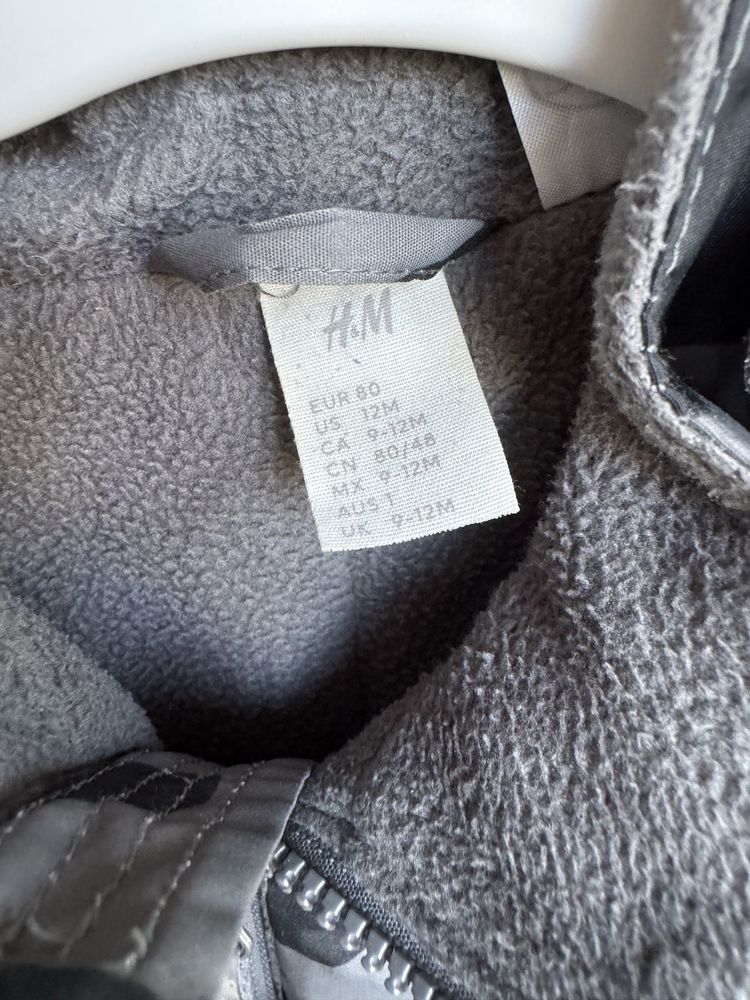 H&M
EUR 80
US 12M
CA 9-12M
CN 80/48
MX 9-12M
AUS 1
UK 9-12M